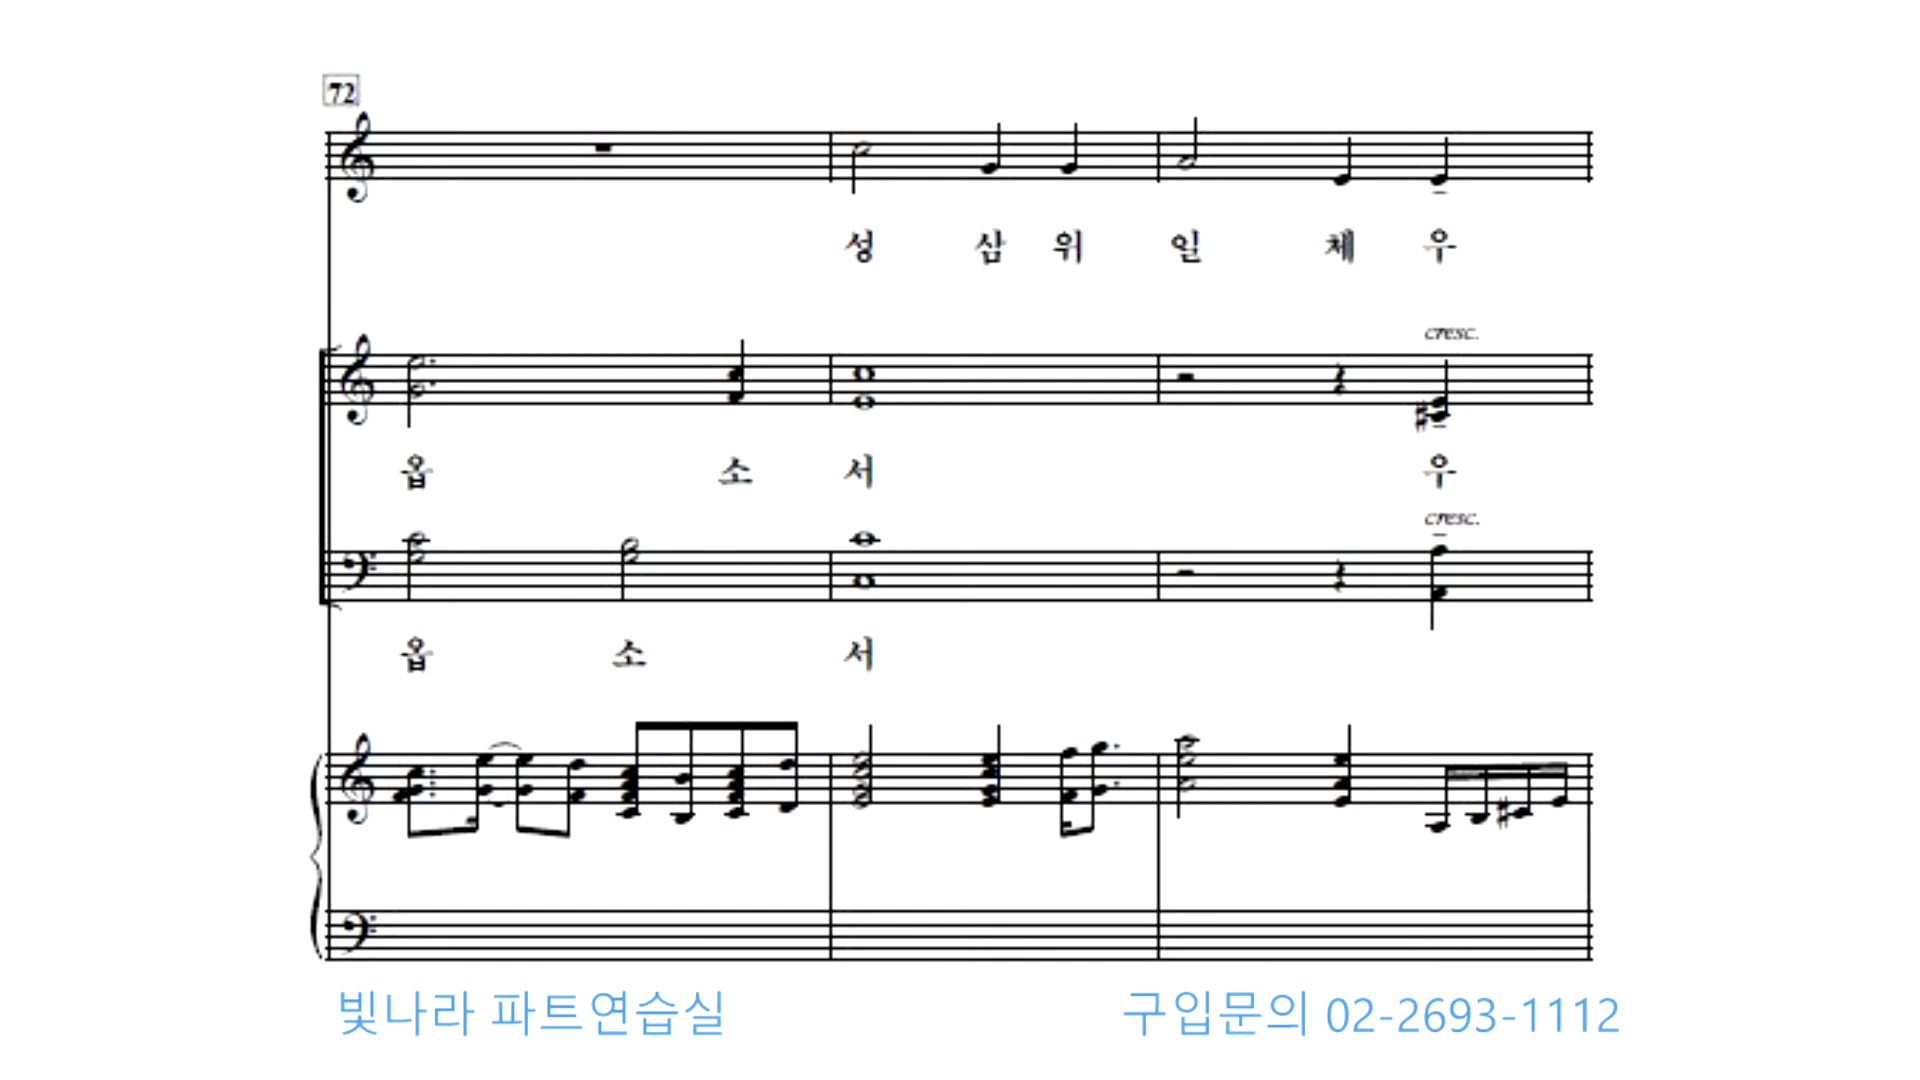 72
성 삼 위 일 체 우
cresc.
옵 소 서 우
cresc.
옵 소 서
빛나라 파트연습실 구입문의 02-2693-1112